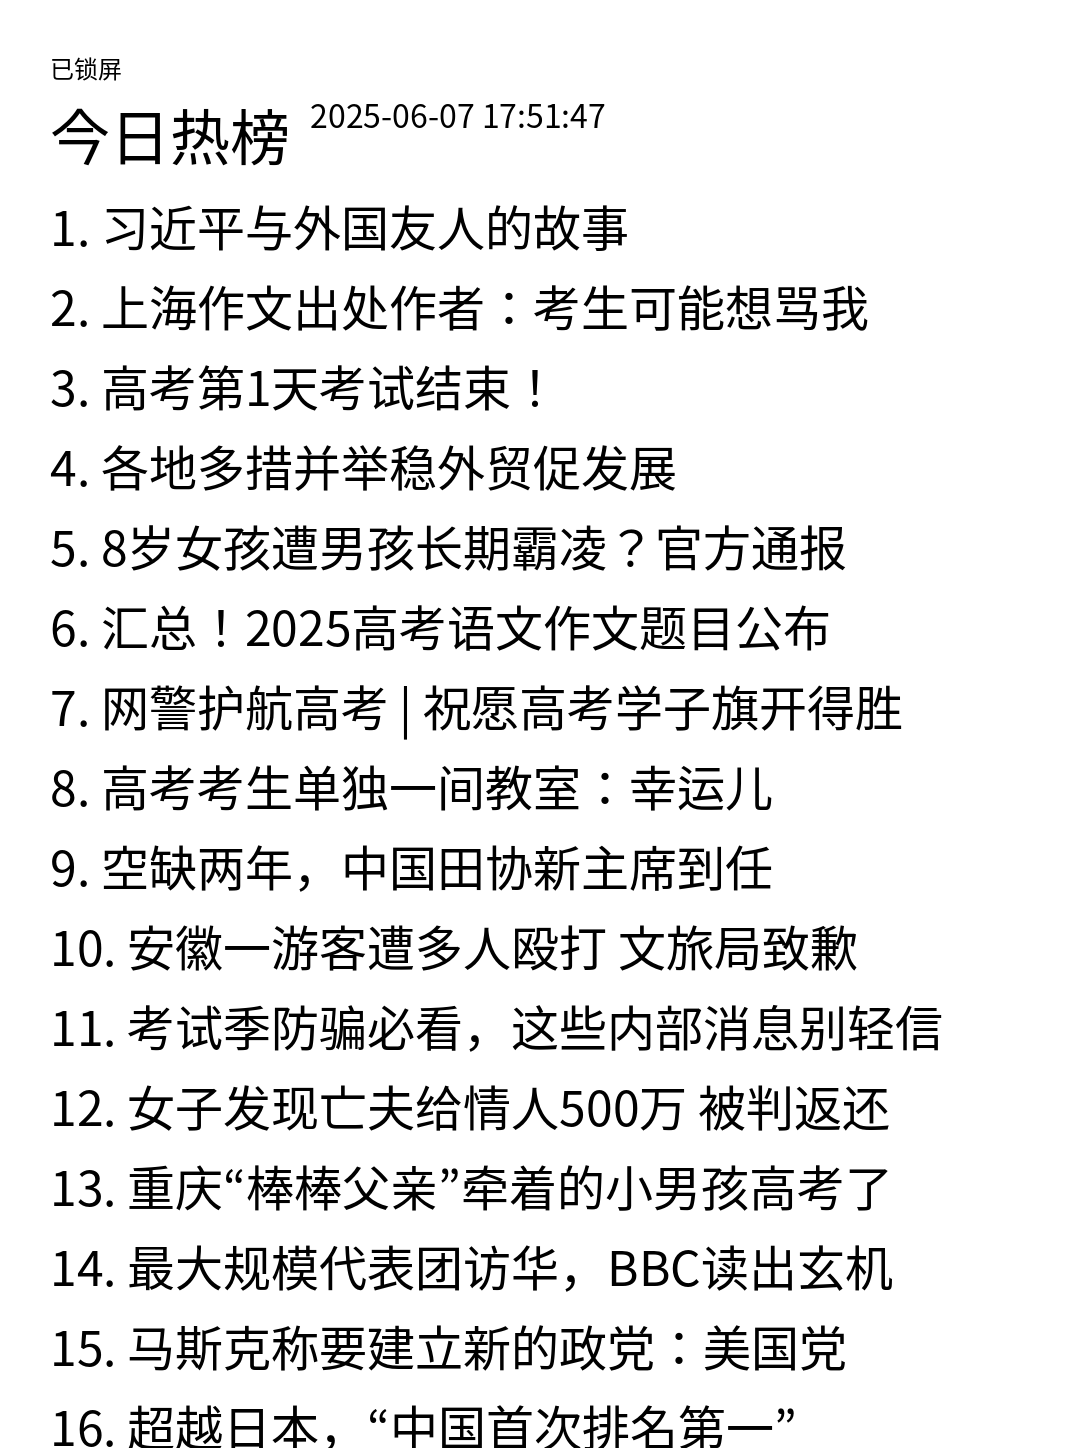 已锁屏
今日热榜 2025-06-07 17:51:47
1. 习近平与外国友人的故事
2. 上海作文出处作者：考生可能想骂我
3. 高考第1天考试结束！
4. 各地多措并举稳外贸促发展
5. 8岁女孩遭男孩长期霸凌？官方通报
6. 汇总！2025高考语文作文题目公布
7. 网警护航高考 | 祝愿高考学子旗开得胜
8. 高考考生单独一间教室：幸运儿
9. 空缺两年，中国田协新主席到任
10. 安徽一游客遭多人殴打 文旅局致歉
11. 考试季防骗必看，这些内部消息别轻信
12. 女子发现亡夫给情人500万 被判返还
13. 重庆“棒棒父亲”牵着的小男孩高考了
14. 最大规模代表团访华，BBC读出玄机
15. 马斯克称要建立新的政党：美国党
16. 超越日本，“中国首次排名第一”